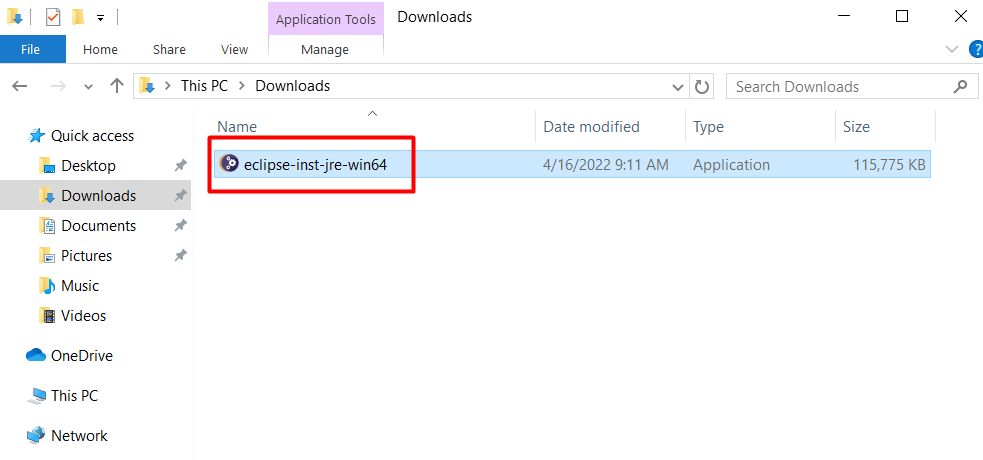 Application Tools
Downloads
File
Home
Share
View
Manage
?
This PC
Downloads
Search Downloads
Name
Date modified
Type
Size
eclipse-inst-jre-win64
4/16/2022 9:11 AM
Application
115,775 KB
Quick access
Desktop
Downloads
Documents
Pictures
Music
Videos
OneDrive
This PC
Network